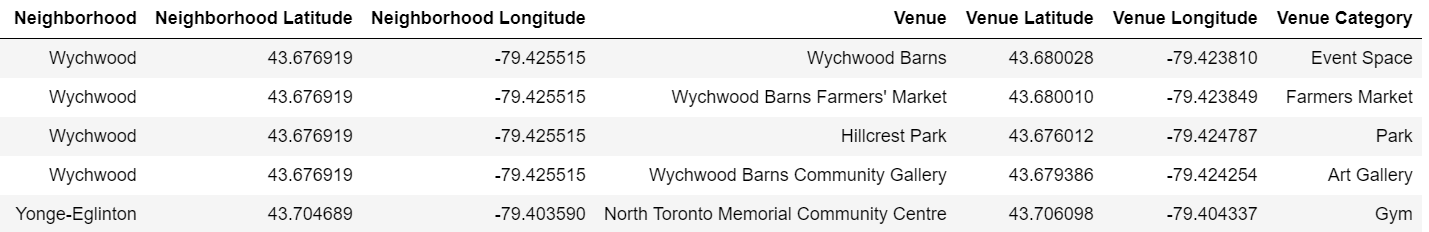 Neighborhood Neighborhood Latitude Neighborhood Longitude Venue Venue Latitude Venue Longitude Venue Category
Wychwood 43.676919 -79.425515 Wychwood Barns 43.680028 -79.423810 Event Space
Wychwood 43.676919 -79.425515 Wychwood Barns Farmers' Market 43.680010 -79.423849 Farmers Market
Wychwood 43.676919 -79.425515 Hillcrest Park 43.676012 -79.424787 Park
Wychwood 43.676919 -79.425515 Wychwood Barns Community Gallery 43.679386 -79.424254 Art Gallery
Yonge-Eglinton 43.704689 -79.403590 North Toronto Memorial Community Centre 43.706098 -79.404337 Gym